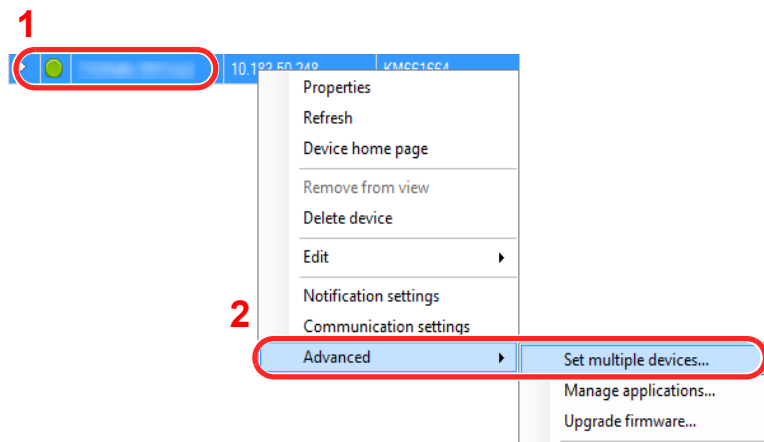 1
10.183.50.248 KM661664
Properties
Refresh
Device home page
Remove from view
Delete device
Edit
Notification settings
2
Communication settings
Advanced
Set multiple devices...
Manage applications...
Upgrade firmware...